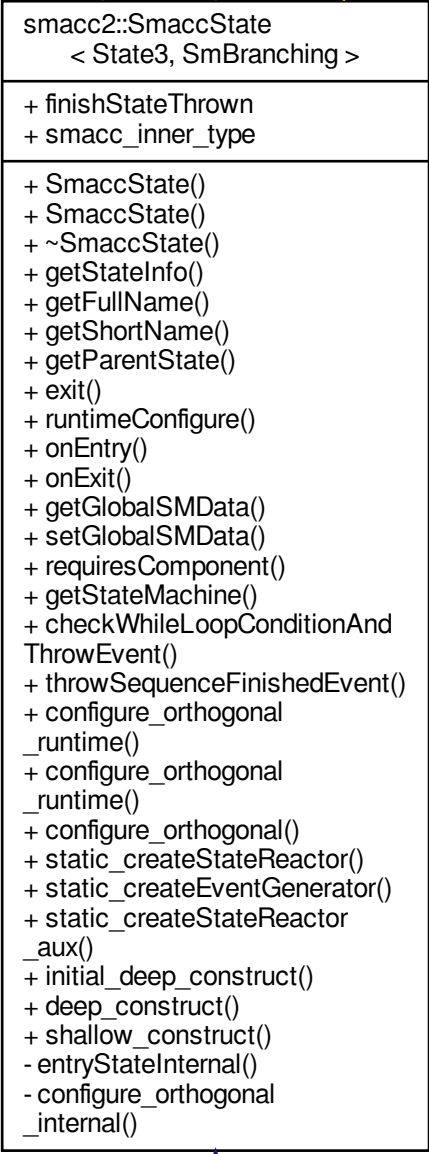 smacc2::SmaccState
< State3, SmBranching >
+ finishStateThrown
+ smacc_inner_type
+ SmaccState()
+ SmaccState()
+ ~SmaccState()
+ getStateInfo()
+ getFullName()
+ getShortName()
+ getParentState()
+ exit()
+ runtimeConfigure()
+ onEntry()
+ onExit()
+ getGlobalSMData()
+ setGlobalSMData()
+ requiresComponent()
+ getStateMachine()
+ checkWhileLoopConditionAnd
ThrowEvent()
+ throwSequenceFinishedEvent()
+ configure_orthogonal
_runtime()
+ configure_orthogonal
_runtime()
+ configure_orthogonal()
+ static_createStateReactor()
+ static_createEventGenerator()
+ static_createStateReactor
_aux()
+ initial_deep_construct()
+ deep_construct()
+ shallow_construct()
- entryStateInternal()
- configure_orthogonal
_internal()